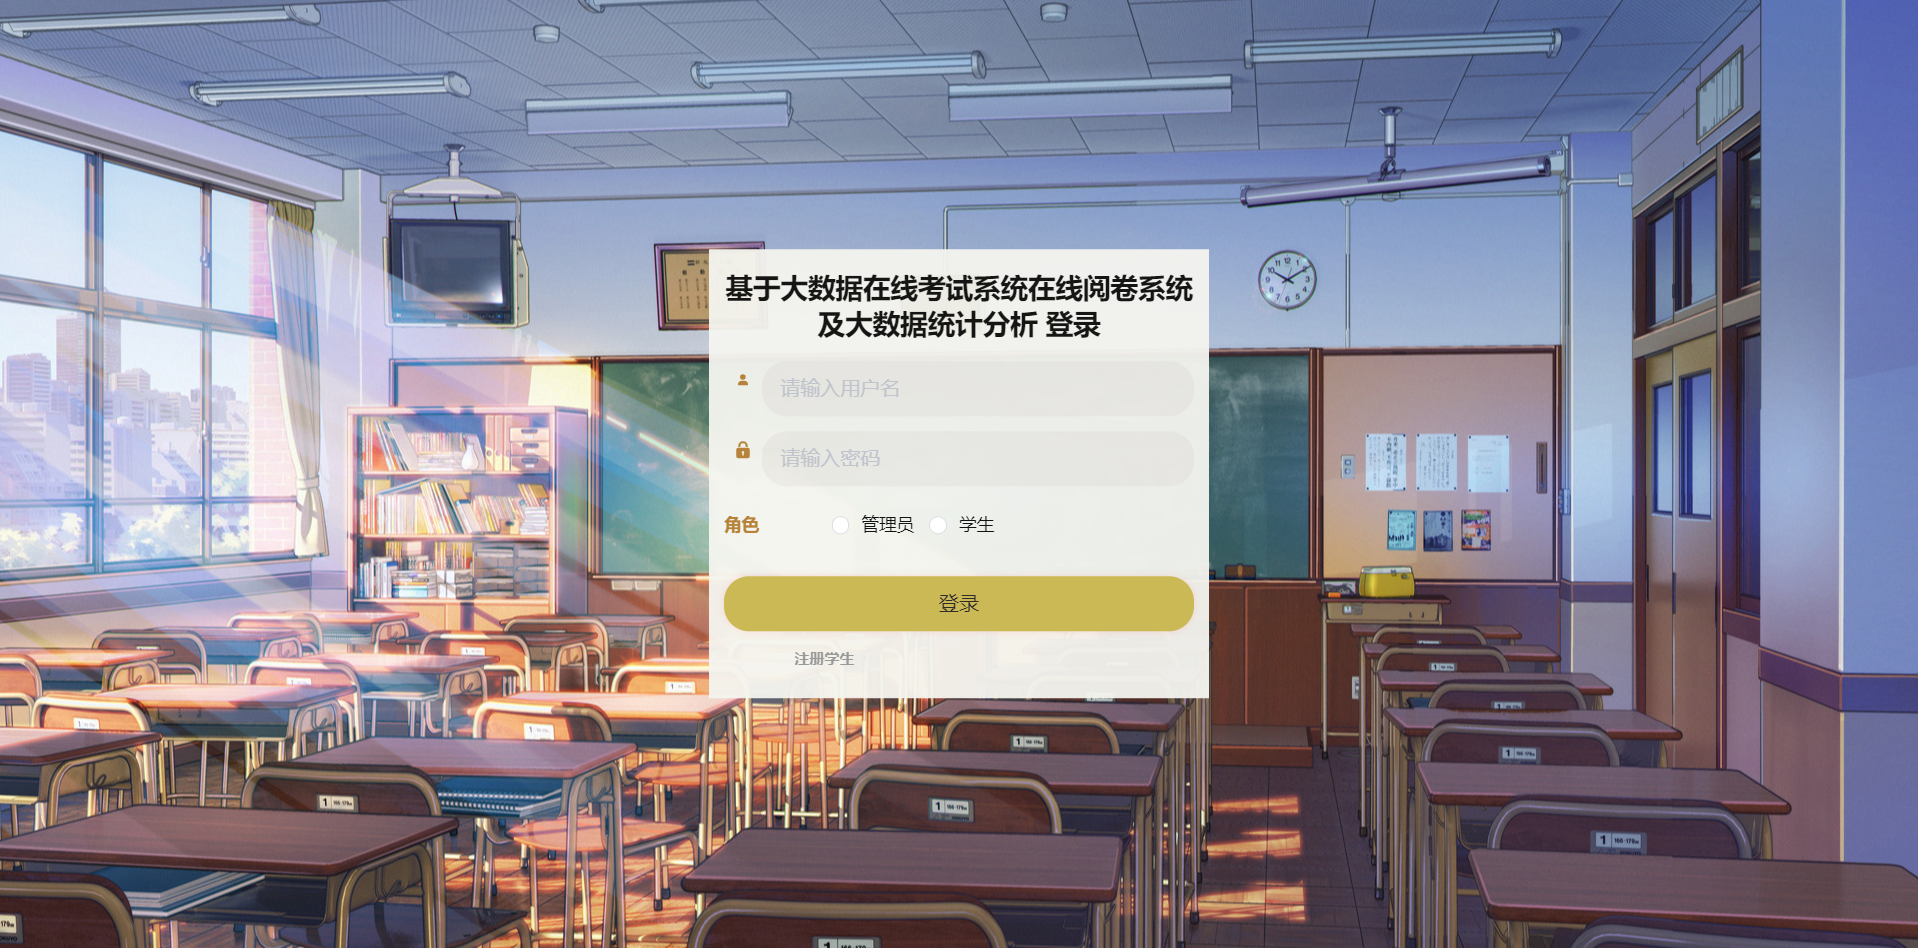 基于大数据在线考试系统在线阅卷系统
及大数据统计分析 登录
请输入用户名
请输入密码
角色
管理员
学生
登录
注册学生